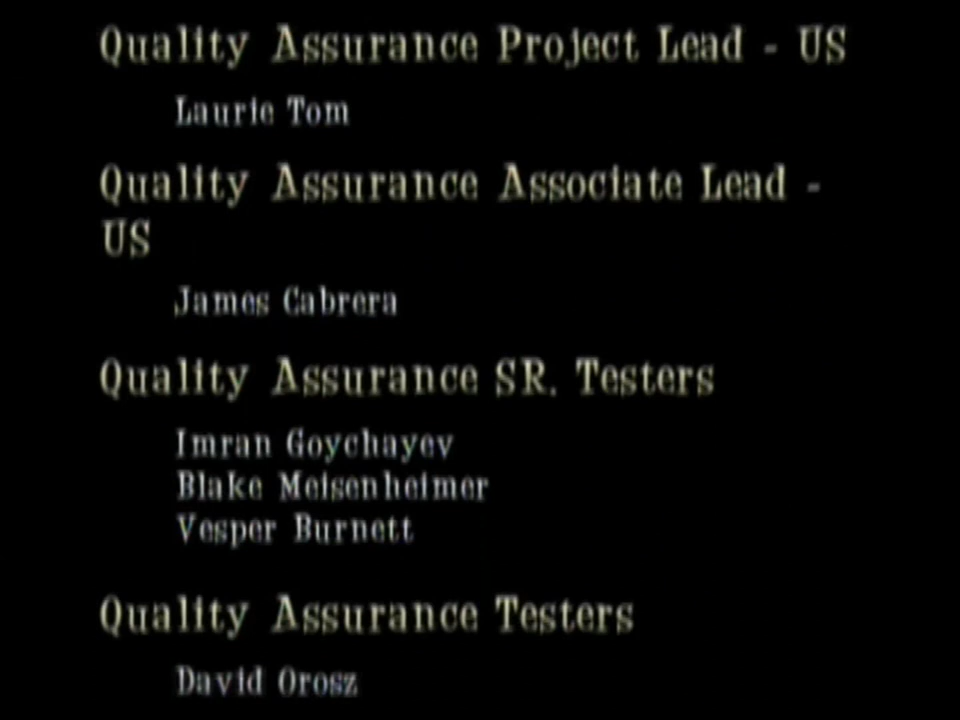 Quality Assurance Project Lead - US
Laurie Tom
Quality Assurance Associate Lead -
US
James Cabrera
Quality Assurance SR. Testers
Imran Goychayev
Blake Meisenheimer
Vesper Burnett
Quality Assurance Testers
David Orosz